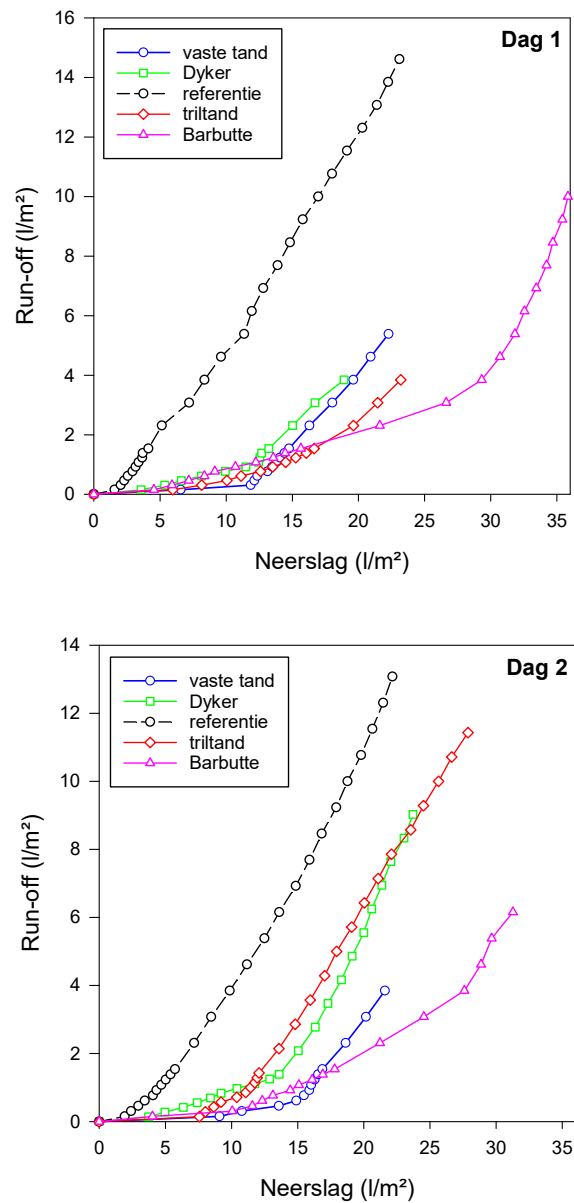 Dag 1
vaste tand
Dyker
referentie
triltand
Barbutte
Run-off (l/m²)
16
14
12
10
8
6
4
2
0
0 5 10 15 20 25 30 35
Neerslag (l/m²)
Dag 2
vaste tand
Dyker
referentie
triltand
Barbutte
Run-off (l/m²)
14
12
10
8
6
4
2
0
0 5 10 15 20 25 30 35
Neerslag (l/m²)